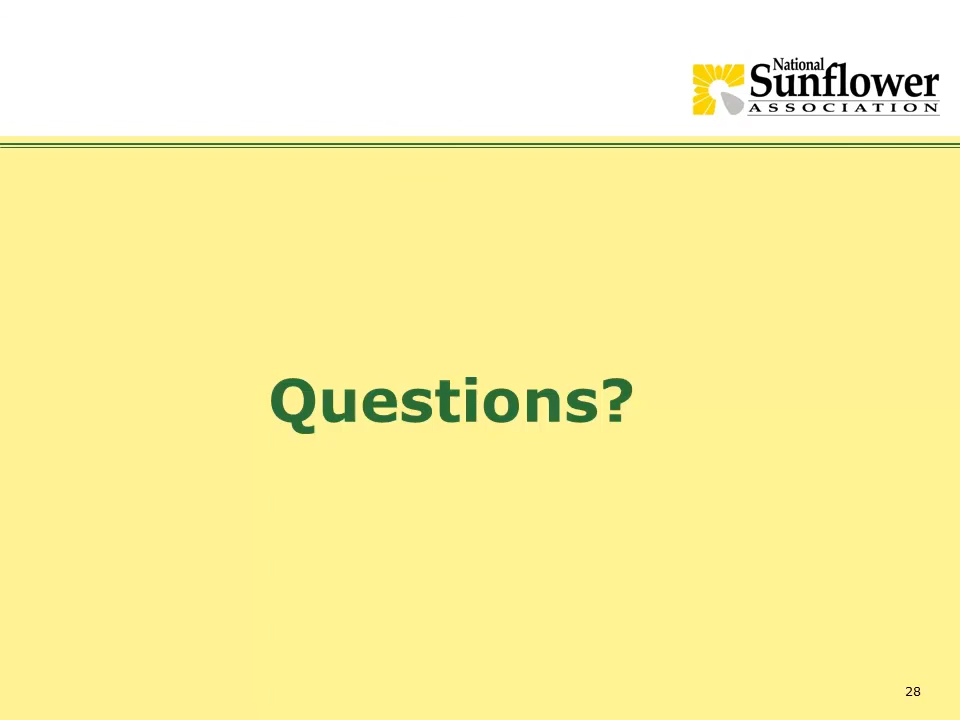 National
Sunflower
ASSOCIATION
Questions?
28